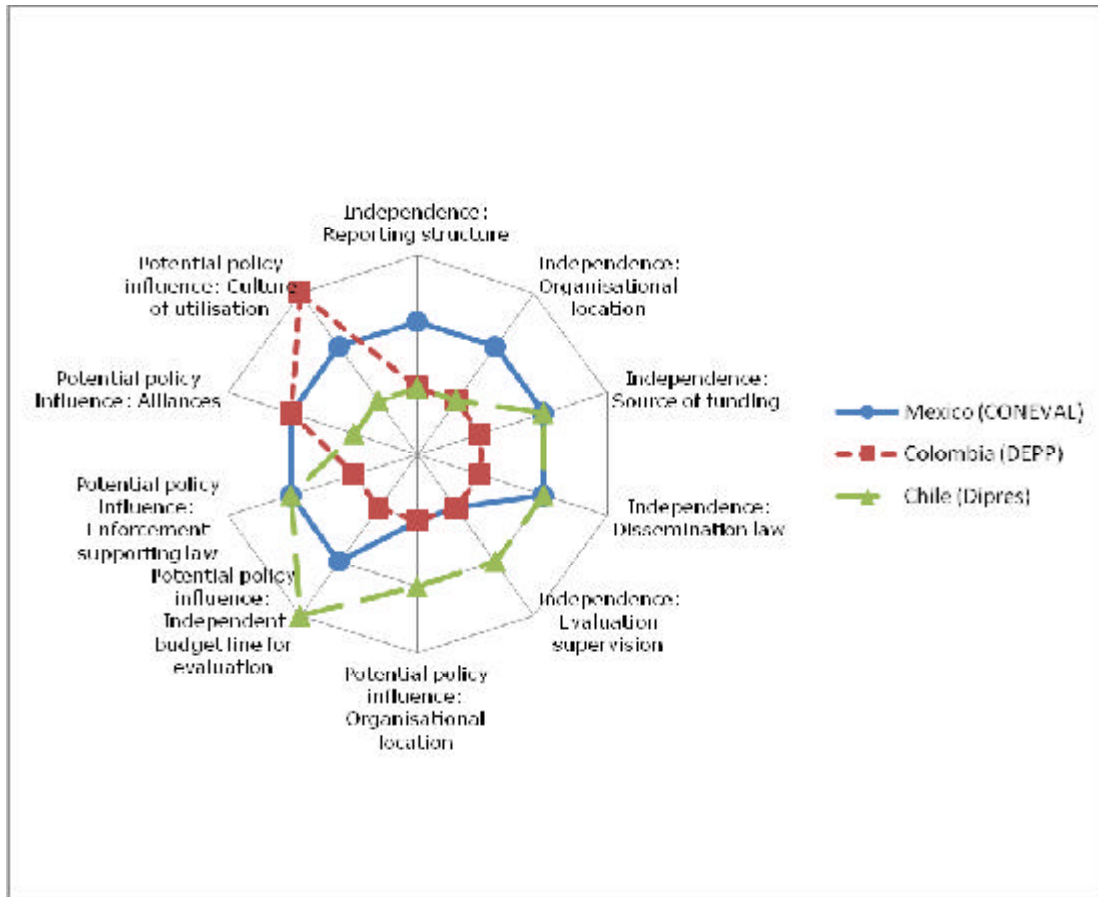 Independence:
Reporting structure
Independence:
Organisational
location
Independence:
Source of funding
Independence:
Dissemination law
Independence:
Evaluation
supervision
Potential policy
influence:
Organisational
location
Potential policy
influence:
Independent
budget line for
evaluation
Potential policy
Influence:
Enforcement
supporting law
Potential policy
Influence: Alliances
Potential policy
influence: Culture
of utilisation
Mexico (CONEVAL)
Colombia (DEPP)
Chile (Dipres)